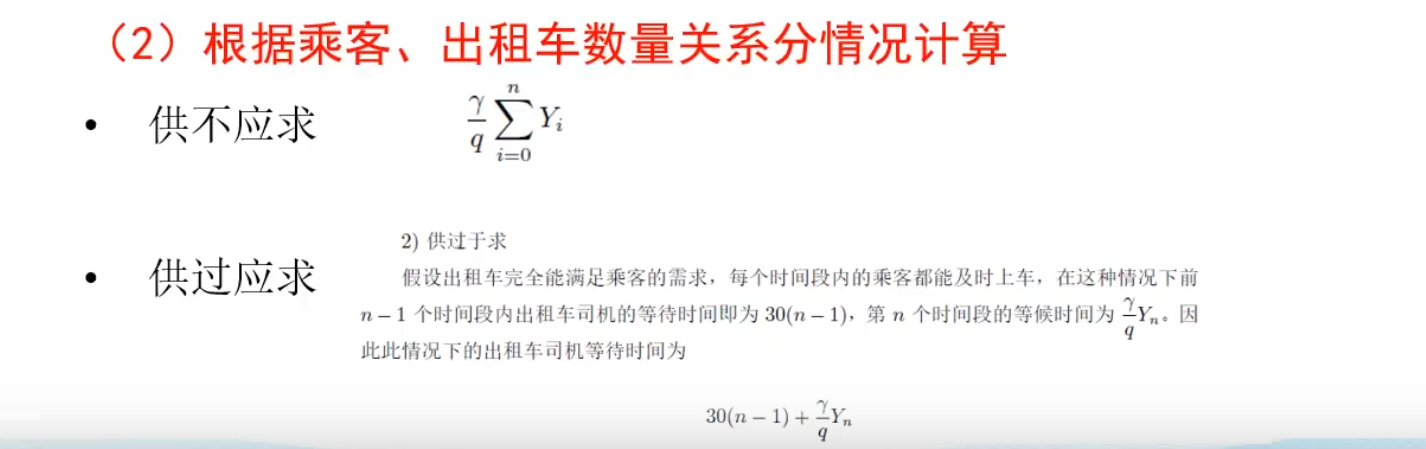 （2）根据乘客、出租车数量关系分情况计算
• 供不应求
$\frac{\gamma}{q}\sum_{i=0}^{n}Y_i$
• 供过应求
2) 供过于求
假设出租车完全能满足乘客的需求，每个时间段内的乘客都能及时上车，在这种情况下前
$n-1$ 个时间段内出租车司机的等待时间即为 $30(n-1)$，第 $n$ 个时间段的等候时间为 $\frac{\gamma}{q}Y_n$。因
此此情况下的出租车司机等待时间为
$30(n-1)+\frac{\gamma}{q}Y_n$